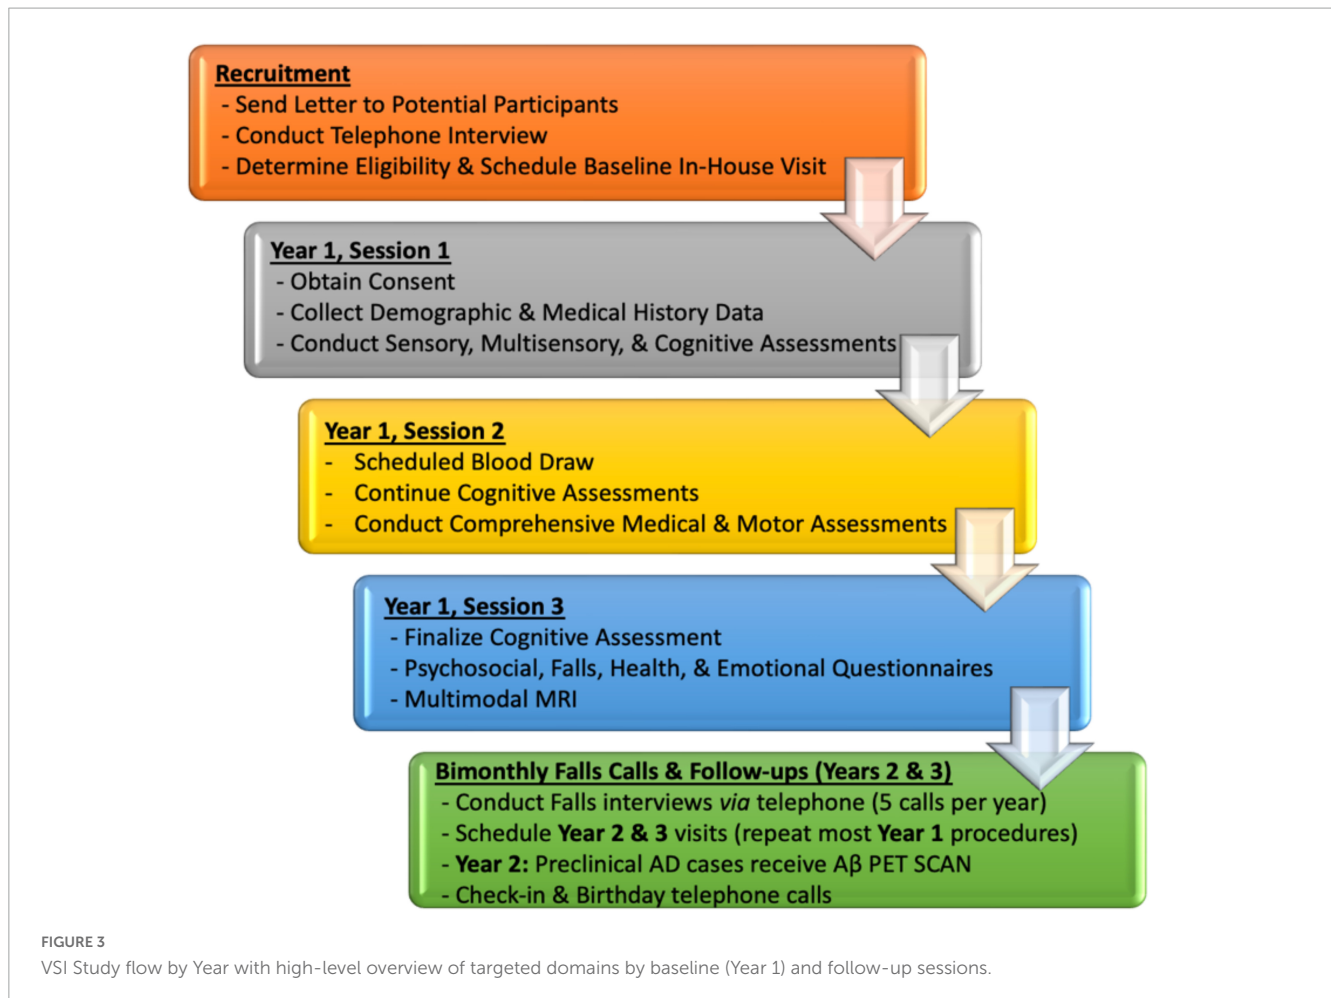 Recruitment
- Send Letter to Potential Participants
- Conduct Telephone Interview
- Determine Eligibility & Schedule Baseline In-House Visit
Year 1, Session 1
- Obtain Consent
- Collect Demographic & Medical History Data
- Conduct Sensory, Multisensory, & Cognitive Assessments
Year 1, Session 2
- Scheduled Blood Draw
- Continue Cognitive Assessments
- Conduct Comprehensive Medical & Motor Assessments
Year 1, Session 3
- Finalize Cognitive Assessment
- Psychosocial, Falls, Health, & Emotional Questionnaires
- Multimodal MRI
Bimonthly Falls Calls & Follow-ups (Years 2 & 3)
- Conduct Falls interviews via telephone (5 calls per year)
- Schedule Year 2 & 3 visits (repeat most Year 1 procedures)
- Year 2: Preclinical AD cases receive Aβ PET SCAN
- Check-in & Birthday telephone calls
FIGURE 3
VSI Study flow by Year with high-level overview of targeted domains by baseline (Year 1) and follow-up sessions.